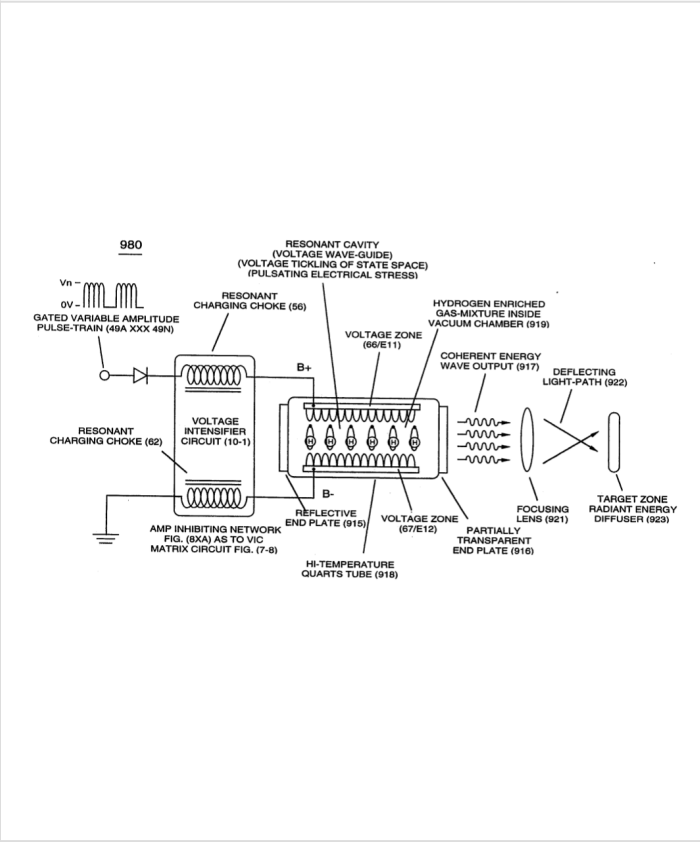 980
Vn
OV
GATED VARIABLE AMPLITUDE
PULSE-TRAIN (49A XXX 49N)
RESONANT
CHARGING CHOKE (56)
RESONANT CAVITY
(VOLTAGE WAVE-GUIDE)
(VOLTAGE TICKLING OF STATE SPACE)
(PULSATING ELECTRICAL STRESS)
HYDROGEN ENRICHED
GAS-MIXTURE INSIDE
VACUUM CHAMBER (919)
VOLTAGE ZONE
(66/E11)
COHERENT ENERGY
WAVE OUTPUT (917)
DEFLECTING
LIGHT-PATH (922)
B+
RESONANT
CHARGING CHOKE (62)
VOLTAGE
INTENSIFIER
CIRCUIT (10-1)
H H H H H H
B-
AMP INHIBITING NETWORK
FIG. (8XA) AS TO VIC
MATRIX CIRCUIT FIG. (7-8)
REFLECTIVE
END PLATE (915)
VOLTAGE ZONE
(67/E12)
PARTIALLY
TRANSPARENT
END PLATE (916)
FOCUSING
LENS (921)
TARGET ZONE
RADIANT ENERGY
DIFFUSER (923)
HI-TEMPERATURE
QUARTS TUBE (918)